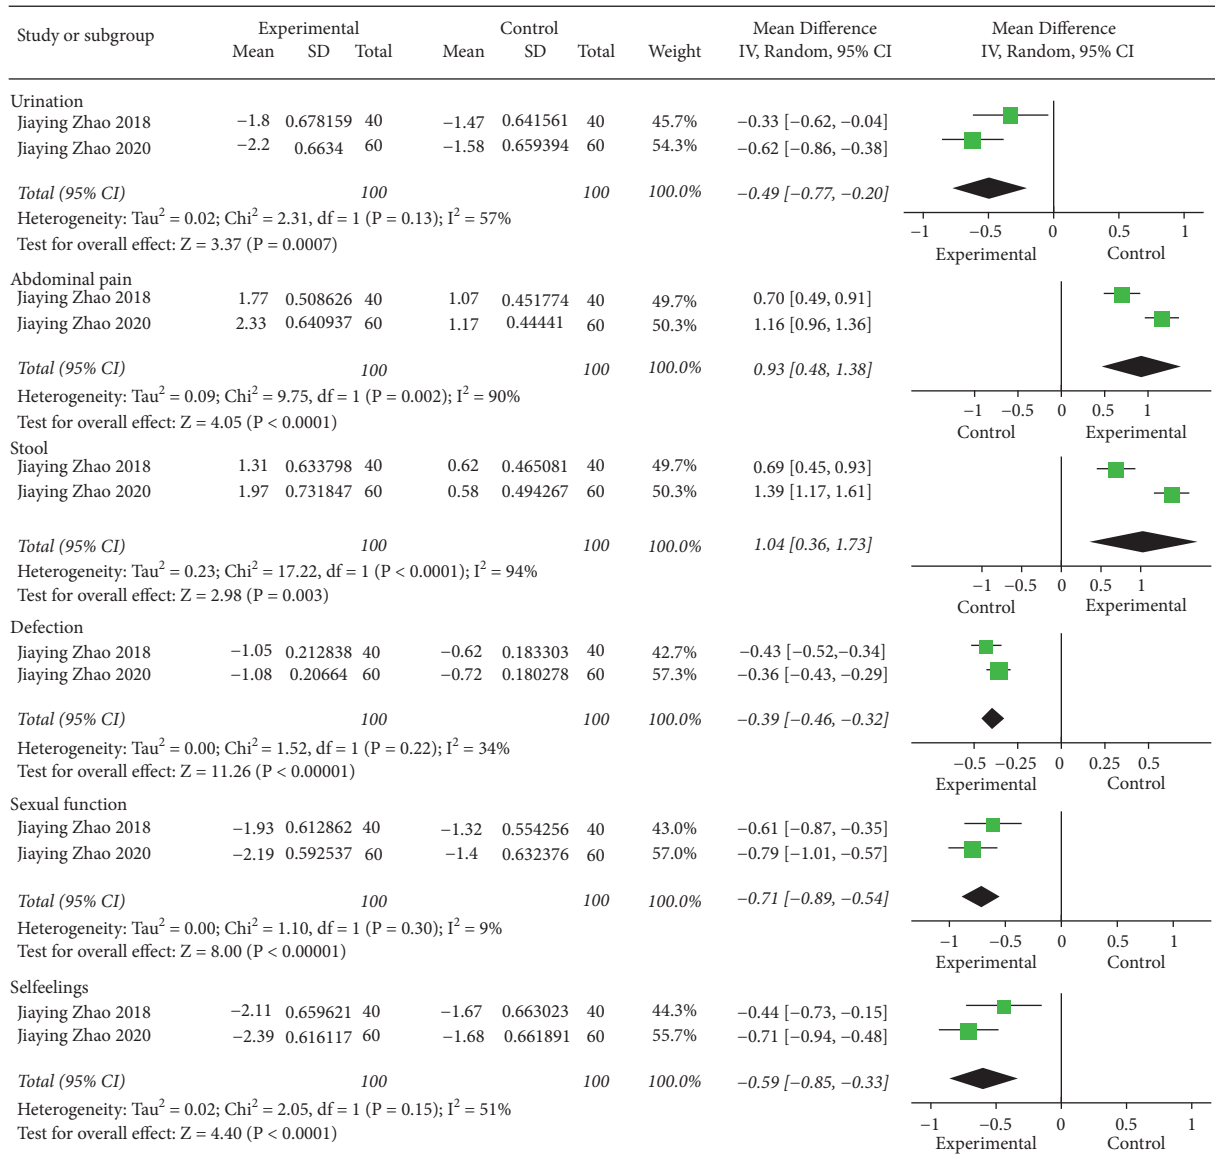 Study or subgroup Experimental Control Mean Difference Mean Difference
Mean SD Total Mean SD Total Weight IV, Random, 95% CI IV, Random, 95% CI
Urination
Jiaying Zhao 2018 −1.8 0.678159 40 −1.47 0.641561 40 45.7% −0.33 [−0.62, −0.04]
Jiaying Zhao 2020 −2.2 0.6634 60 −1.58 0.659394 60 54.3% −0.62 [−0.86, −0.38]
Total (95% CI) 100 100 100.0% −0.49 [−0.77, −0.20]
Heterogeneity: Tau² = 0.02; Chi² = 2.31, df = 1 (P = 0.13); I² = 57%
−1 −0.5 0 0.5 1
Test for overall effect: Z = 3.37 (P = 0.0007)
Experimental Control
Abdominal pain
Jiaying Zhao 2018 1.77 0.508626 40 1.07 0.451774 40 49.7% 0.70 [0.49, 0.91]
Jiaying Zhao 2020 2.33 0.640937 60 1.17 0.44441 60 50.3% 1.16 [0.96, 1.36]
Total (95% CI) 100 100 100.0% 0.93 [0.48, 1.38]
Heterogeneity: Tau² = 0.09; Chi² = 9.75, df = 1 (P = 0.002); I² = 90%
−1 −0.5 0 0.5 1
Test for overall effect: Z = 4.05 (P < 0.0001)
Control Experimental
Stool
Jiaying Zhao 2018 1.31 0.633798 40 0.62 0.465081 40 49.7% 0.69 [0.45, 0.93]
Jiaying Zhao 2020 1.97 0.731847 60 0.58 0.494267 60 50.3% 1.39 [1.17, 1.61]
Total (95% CI) 100 100 100.0% 1.04 [0.36, 1.73]
Heterogeneity: Tau² = 0.23; Chi² = 17.22, df = 1 (P < 0.0001); I² = 94%
−1 −0.5 0 0.5 1
Test for overall effect: Z = 2.98 (P = 0.003)
Control Experimental
Defection
Jiaying Zhao 2018 −1.05 0.212838 40 −0.62 0.183303 40 42.7% −0.43 [−0.52,−0.34]
Jiaying Zhao 2020 −1.08 0.20664 60 −0.72 0.180278 60 57.3% −0.36 [−0.43, −0.29]
Total (95% CI) 100 100 100.0% −0.39 [−0.46, −0.32]
Heterogeneity: Tau² = 0.00; Chi² = 1.52, df = 1 (P = 0.22); I² = 34%
−0.5 −0.25 0 0.25 0.5
Test for overall effect: Z = 11.26 (P < 0.00001)
Experimental Control
Sexual function
Jiaying Zhao 2018 −1.93 0.612862 40 −1.32 0.554256 40 43.0% −0.61 [−0.87, −0.35]
Jiaying Zhao 2020 −2.19 0.592537 60 −1.4 0.632376 60 57.0% −0.79 [−1.01, −0.57]
Total (95% CI) 100 100 100.0% −0.71 [−0.89, −0.54]
Heterogeneity: Tau² = 0.00; Chi² = 1.10, df = 1 (P = 0.30); I² = 9%
−1 −0.5 0 0.5 1
Test for overall effect: Z = 8.00 (P < 0.00001)
Experimental Control
Selfeelings
Jiaying Zhao 2018 −2.11 0.659621 40 −1.67 0.663023 40 44.3% −0.44 [−0.73, −0.15]
Jiaying Zhao 2020 −2.39 0.616117 60 −1.68 0.661891 60 55.7% −0.71 [−0.94, −0.48]
Total (95% CI) 100 100 100.0% −0.59 [−0.85, −0.33]
Heterogeneity: Tau² = 0.02; Chi² = 2.05, df = 1 (P = 0.15); I² = 51%
−1 −0.5 0 0.5 1
Test for overall effect: Z = 4.40 (P < 0.0001)
Experimental Control